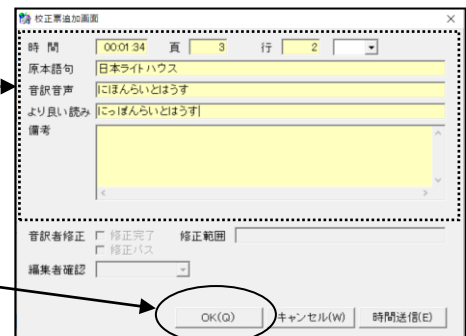 校正票追加画面
時 間 00:01:34 頁 3 行 2
原本語句 日本ライトハウス
音訳音声 にほんらいとはうす
より良い読み にっぽんらいとはうす
備考
音訳者修正 修正完了 修正範囲
修正パス
編集者確認
OK(Q) キャンセル(W) 時間送信(E)